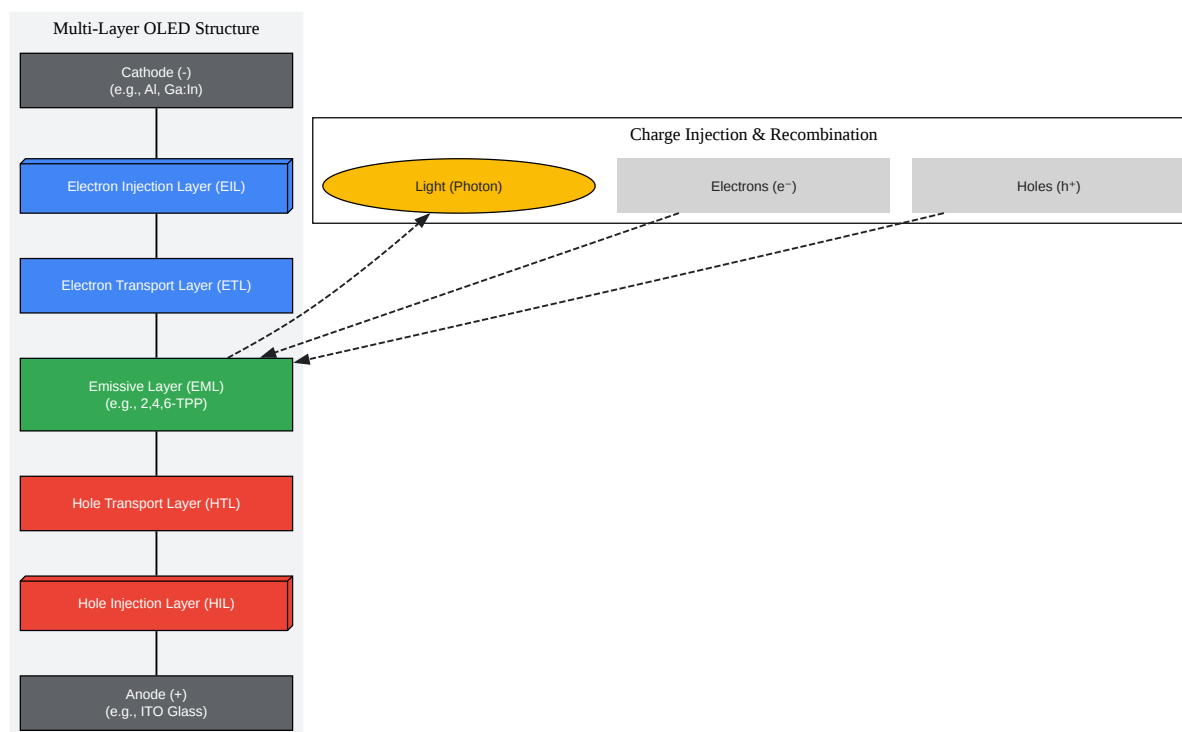 Multi-Layer OLED Structure
Cathode (-)
(e.g., Al, Ga:In)
Electron Injection Layer (EIL)
Electron Transport Layer (ETL)
Emissive Layer (EML)
(e.g., 2,4,6-TPP)
Hole Transport Layer (HTL)
Hole Injection Layer (HIL)
Anode (+)
(e.g., ITO Glass)
Charge Injection & Recombination
Light (Photon)
Electrons (e⁻)
Holes (h⁺)